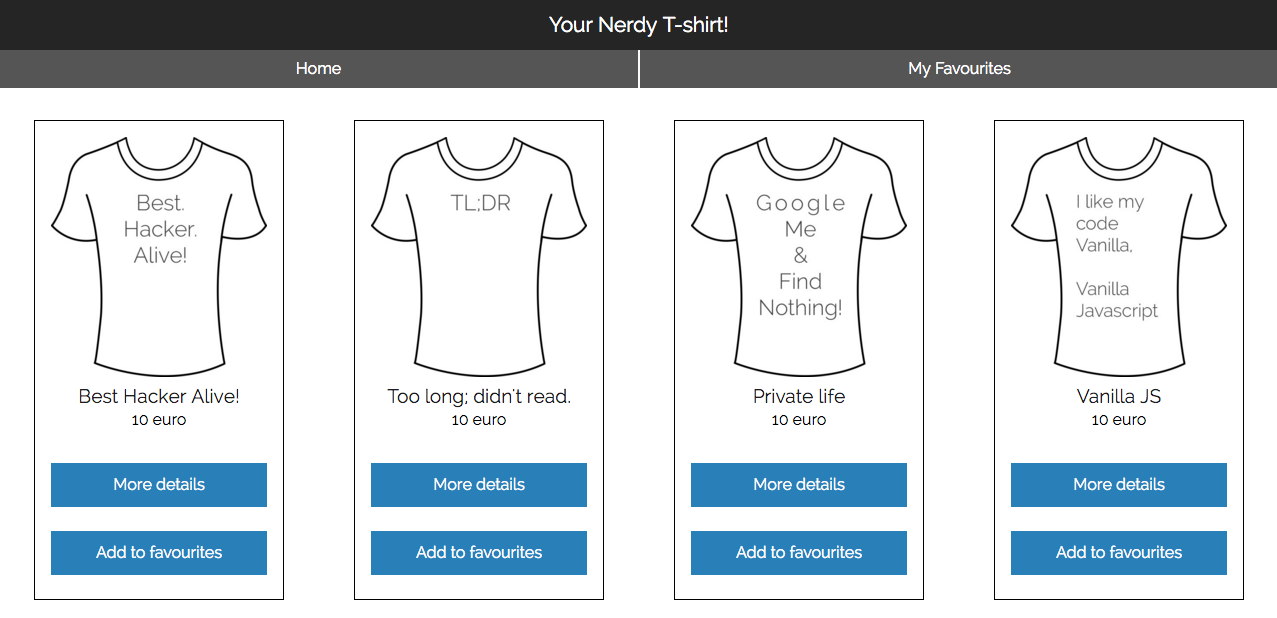 Your Nerdy T-shirt!
Home
My Favourites
Best.
Hacker.
Alive!
Best Hacker Alive!
10 euro
More details
Add to favourites
TL;DR
Too long; didn't read.
10 euro
More details
Add to favourites
Google
Me
&
Find
Nothing!
Private life
10 euro
More details
Add to favourites
I like my
code
Vanilla,
Vanilla
Javascript
Vanilla JS
10 euro
More details
Add to favourites